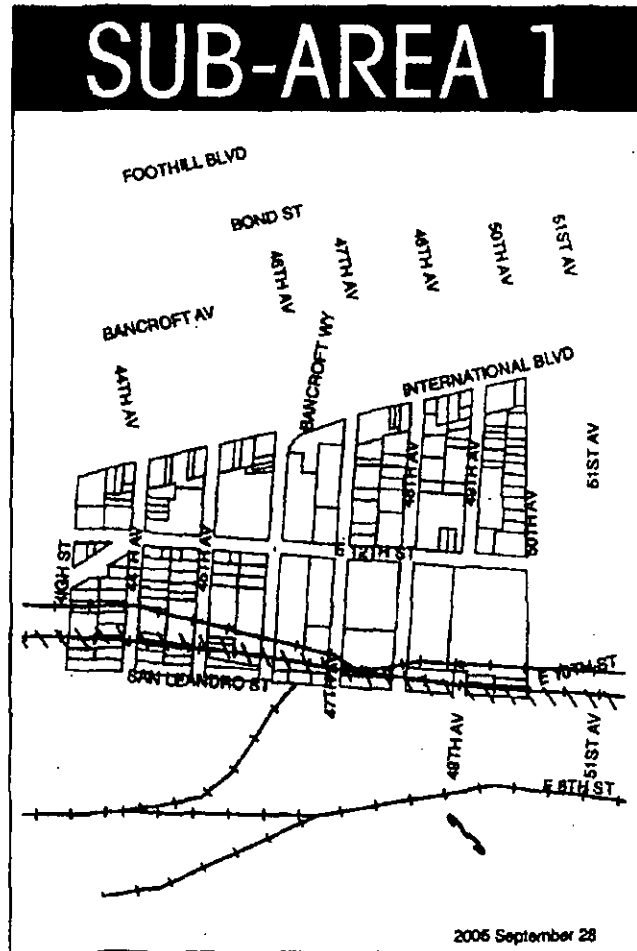 SUB-AREA 1
FOOTHILL BLVD
BOND ST
46TH AV
47TH AV
48TH AV
50TH AV
51ST AV
BANCROFT AV
BANCROFT WY
44TH AV
INTERNATIONAL BLVD
48TH AV
49TH AV
51ST AV
50TH AV
HIGH ST
44TH AV
45TH AV
E 12TH ST
SAN LEANDRO ST
47TH AV
E 10TH ST
49TH AV
51ST AV
E 8TH ST
2005 September 28